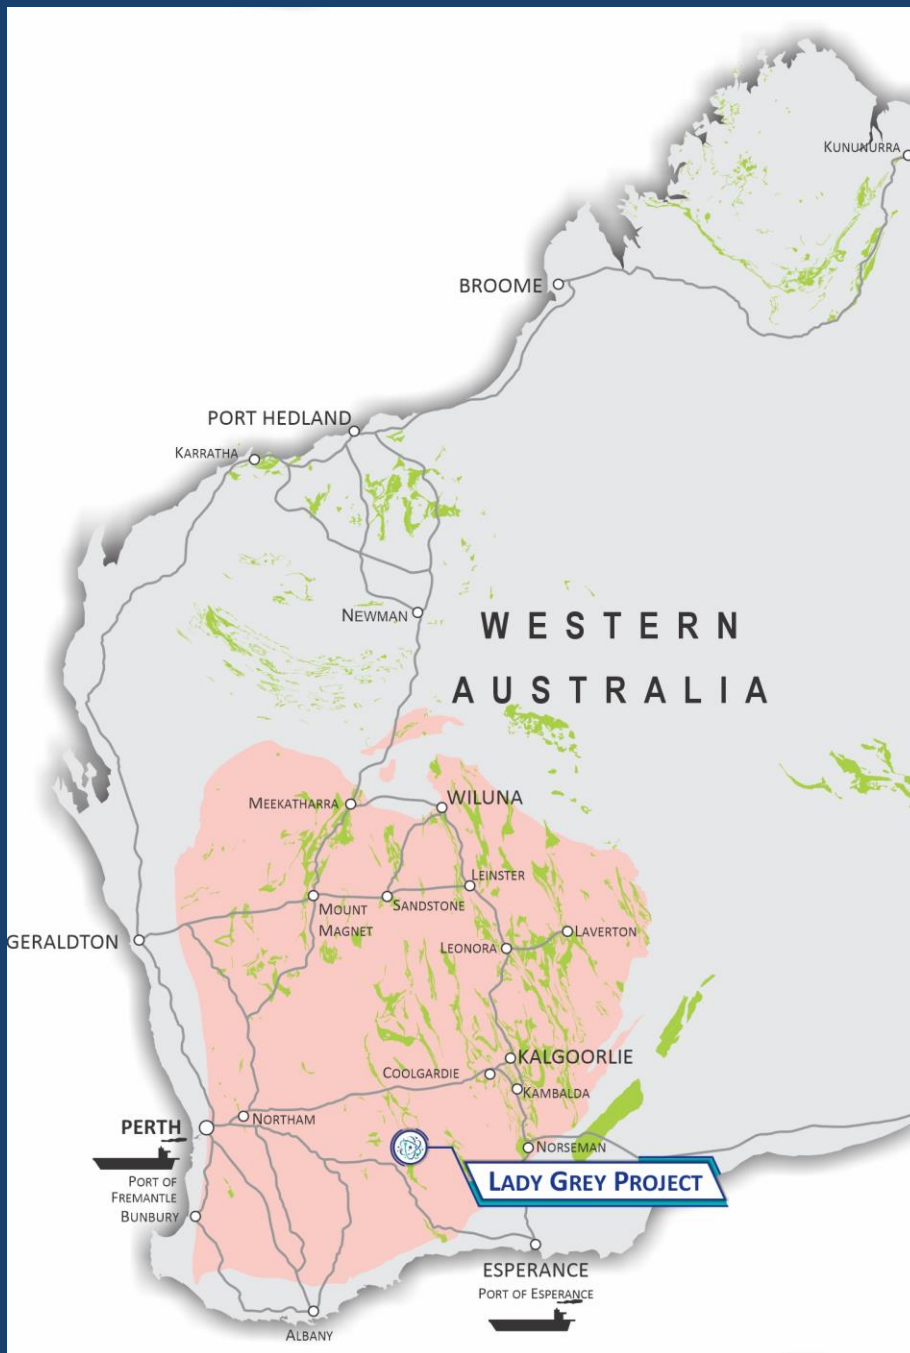 KUNUNURRA
BROOME
PORT HEDLAND
KARRATHA
NEWMAN
WESTERN
AUSTRALIA
MEEKATHARRA
WILUNA
LEINSTER
MOUNT
MAGNET
SANDSTONE
GERALDTON
LAVERTON
LEONORA
KALGOORLIE
COOLGARDIE
KAMBALDA
NORTHAM
PERTH
NORSEMAN
PORT OF
FREMANTLE
LADY GREY PROJECT
BUNBURY
ESPERANCE
PORT OF ESPERANCE
ALBANY